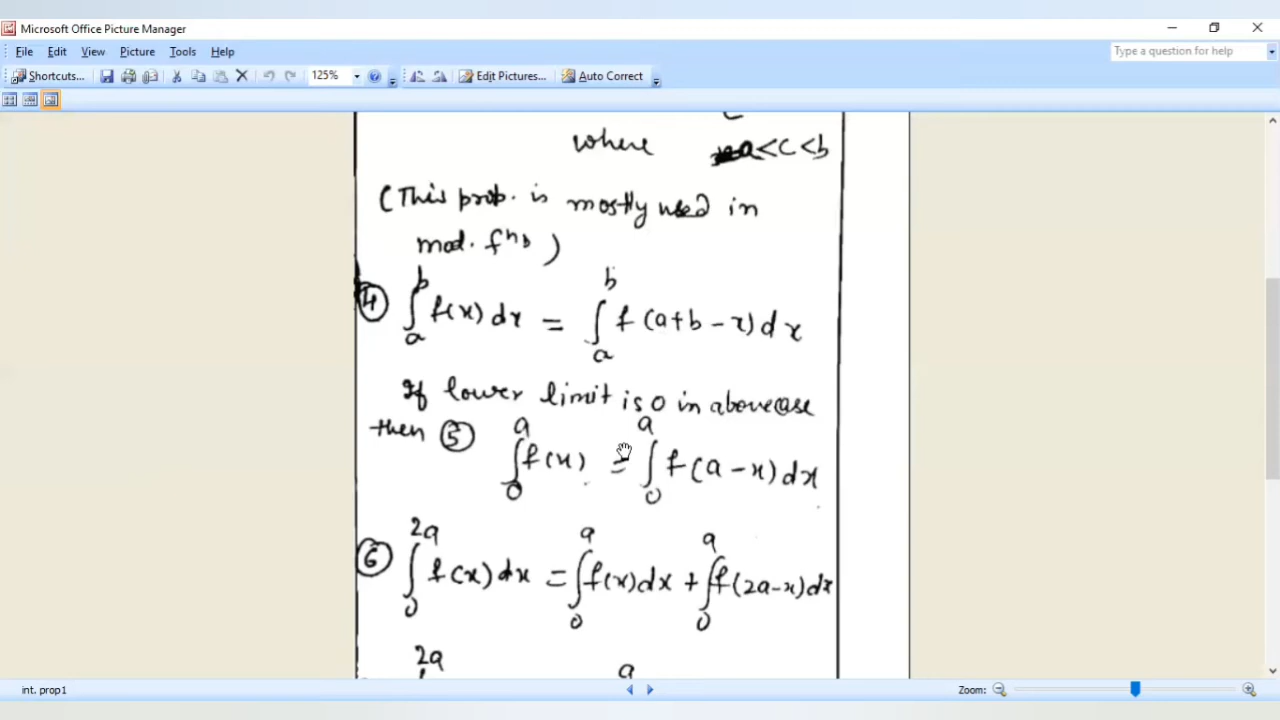 Microsoft Office Picture Manager
File Edit View Picture Tools Help
Type a question for help
Shortcuts... 125% Edit Pictures... Auto Correct
where a<c<b
(This prob. is mostly used in
mod. fⁿs)
④ ∫_a^b f(x) dx = ∫_a^b f(a+b-x) dx
If lower limit is 0 in above case
then ⑤ ∫_0^a f(x) = ∫_0^a f(a-x) dx
⑥ ∫_0^{2a} f(x) dx = ∫_0^a f(x) dx + ∫_0^a f(2a-x) dx
2a a
int. prop1 Zoom: